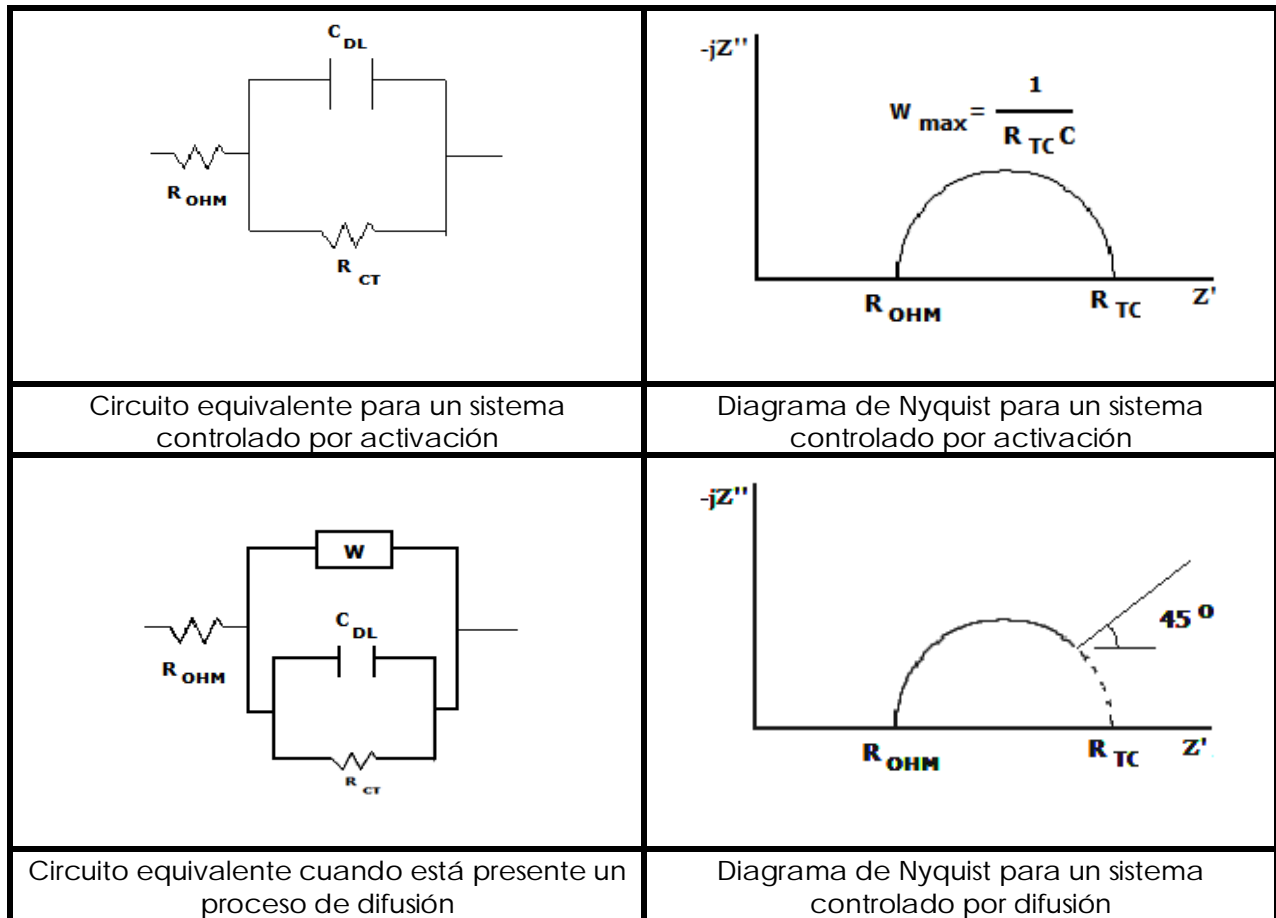 C DL
R OHM
R CT
-jZ''
W max = 1
R TC C
R OHM
R TC
Z'
Circuito equivalente para un sistema
controlado por activación
Diagrama de Nyquist para un sistema
controlado por activación
W
C DL
R OHM
R CT
-jZ''
45 º
R OHM
R TC
Z'
Circuito equivalente cuando está presente un
proceso de difusión
Diagrama de Nyquist para un sistema
controlado por difusión